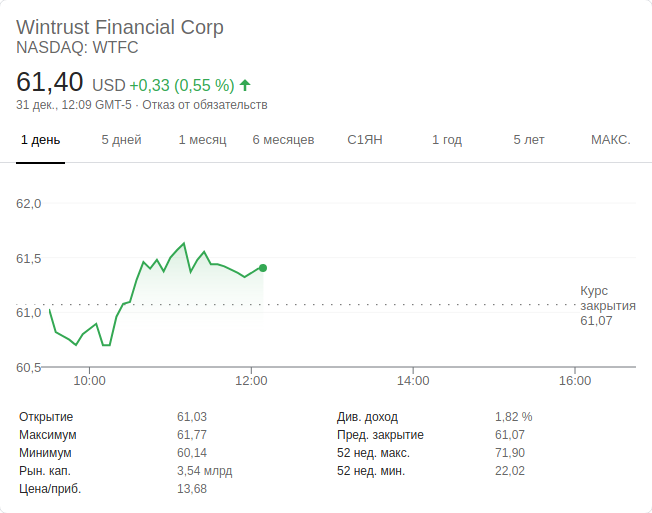 Wintrust Financial Corp
NASDAQ: WTFC
61,40 USD +0,33 (0,55 %)
31 дек., 12:09 GMT-5 · Отказ от обязательств
1 день 5 дней 1 месяц 6 месяцев С1ЯН 1 год 5 лет МАКС.
62,0
61,5
Курс
закрытия
61,07
61,0
60,5
10:00 12:00 14:00 16:00
Открытие 61,03 Див. доход 1,82 %
Максимум 61,77 Пред. закрытие 61,07
Минимум 60,14 52 нед. макс. 71,90
Рын. кап. 3,54 млрд 52 нед. мин. 22,02
Цена/приб. 13,68